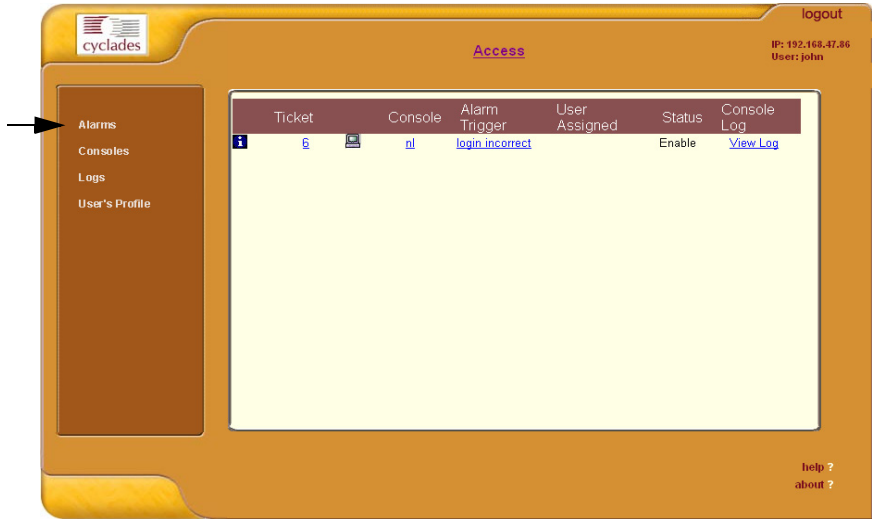 logout
cyclades
Access
IP: 192.168.47.86
User: john
Alarms
Consoles
Logs
User's Profile
Ticket Console Alarm Trigger User Assigned Status Console Log
i 6 nl login incorrect Enable View Log
help ?
about ?